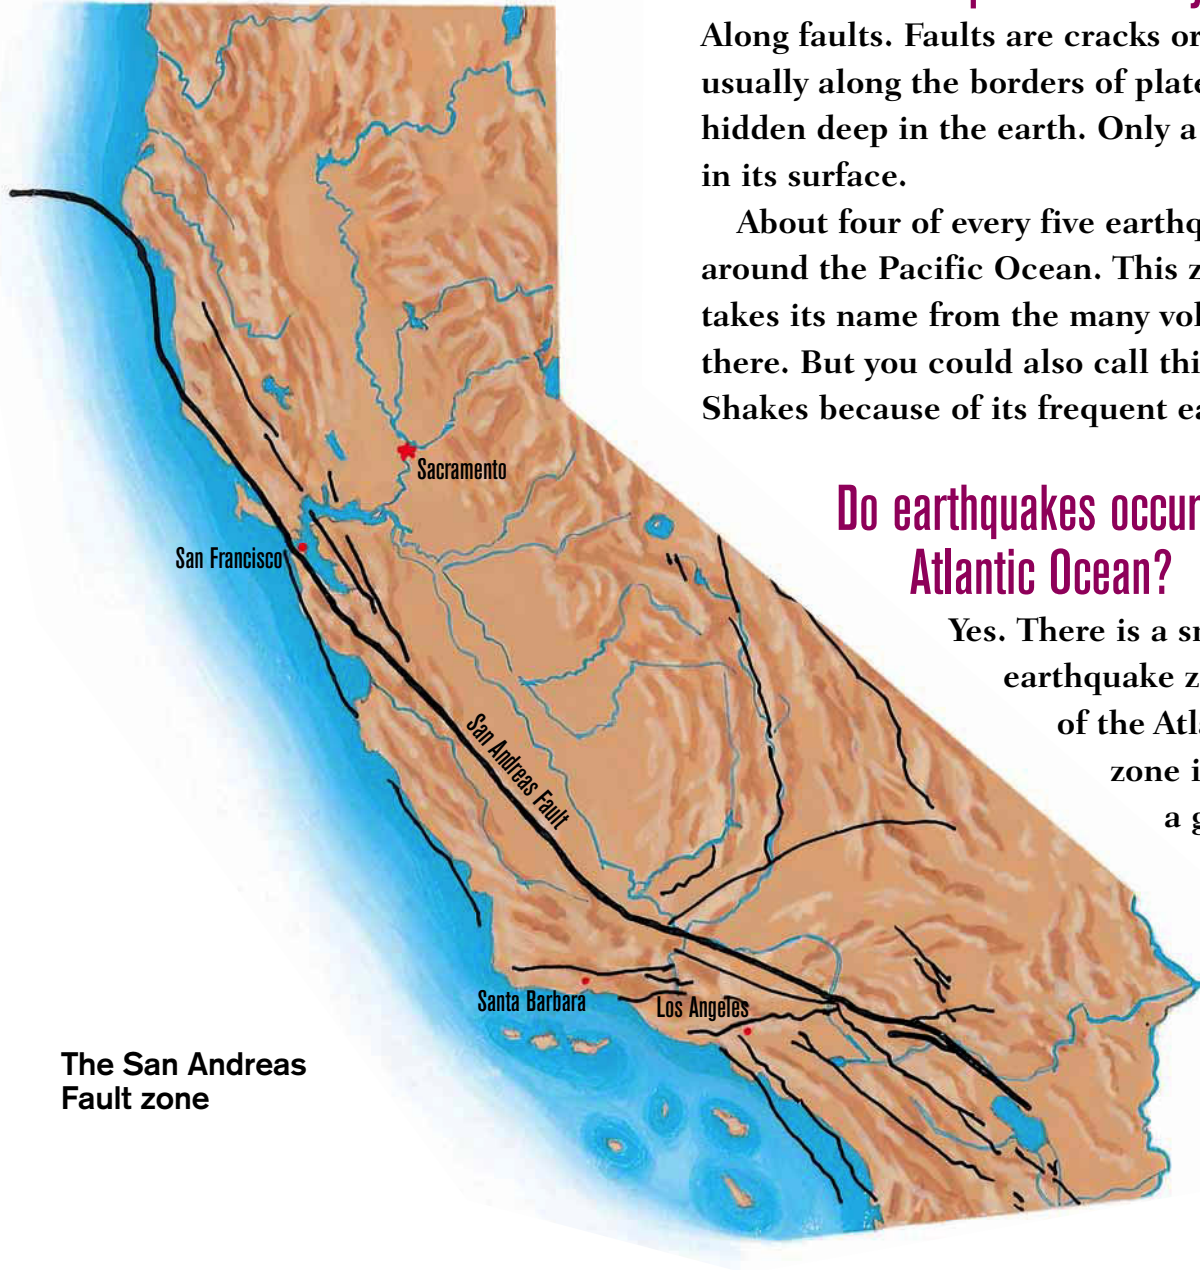 Along faults. Faults are cracks or
usually along the borders of plate
hidden deep in the earth. Only a
in its surface.
About four of every five earthq
around the Pacific Ocean. This z
takes its name from the many vol
there. But you could also call thi
Shakes because of its frequent ea
Do earthquakes occur
Atlantic Ocean?
Yes. There is a sm
earthquake z
of the Atl
zone i
a g
Sacramento
San Francisco
San Andreas Fault
Santa Barbara
Los Angeles
The San Andreas
Fault zone